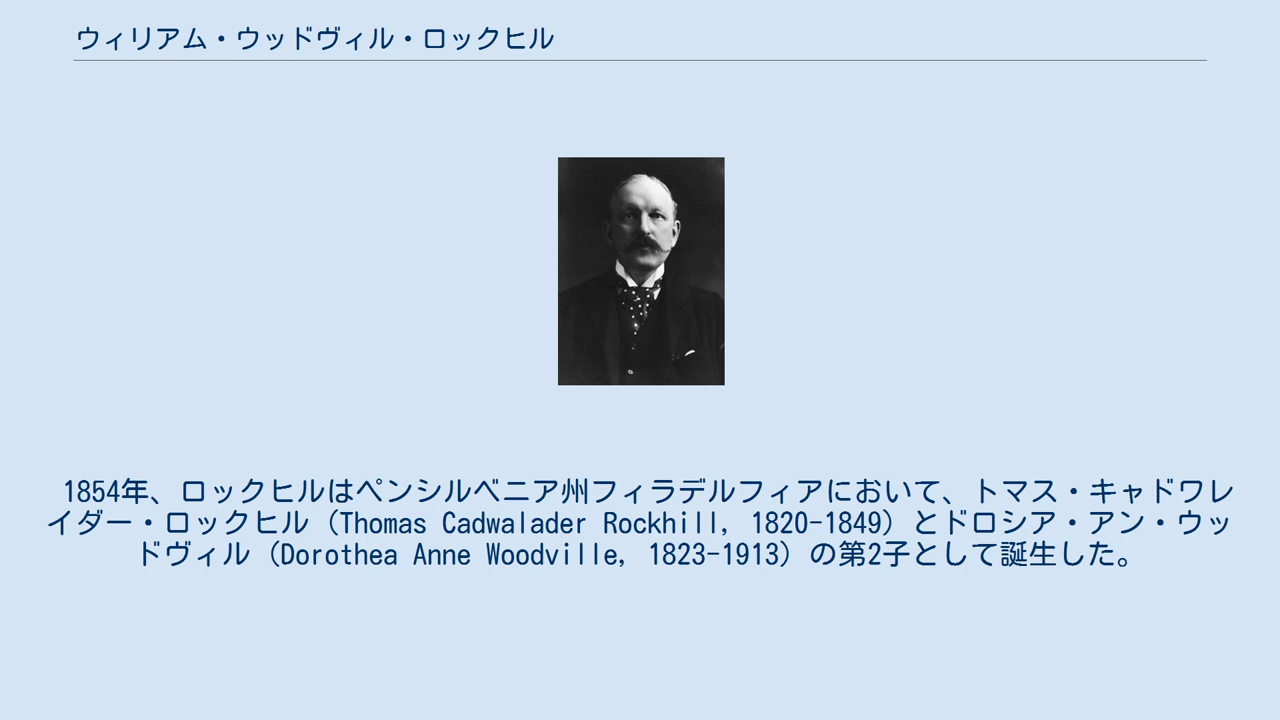 ウィリアム・ウッドヴィル・ロックヒル
1854年、ロックヒルはペンシルベニア州フィラデルフィアにおいて、トマス・キャドワレ
イダー・ロックヒル（Thomas Cadwalader Rockhill, 1820-1849）とドロシア・アン・ウッ
ドヴィル（Dorothea Anne Woodville, 1823-1913）の第2子として誕生した。